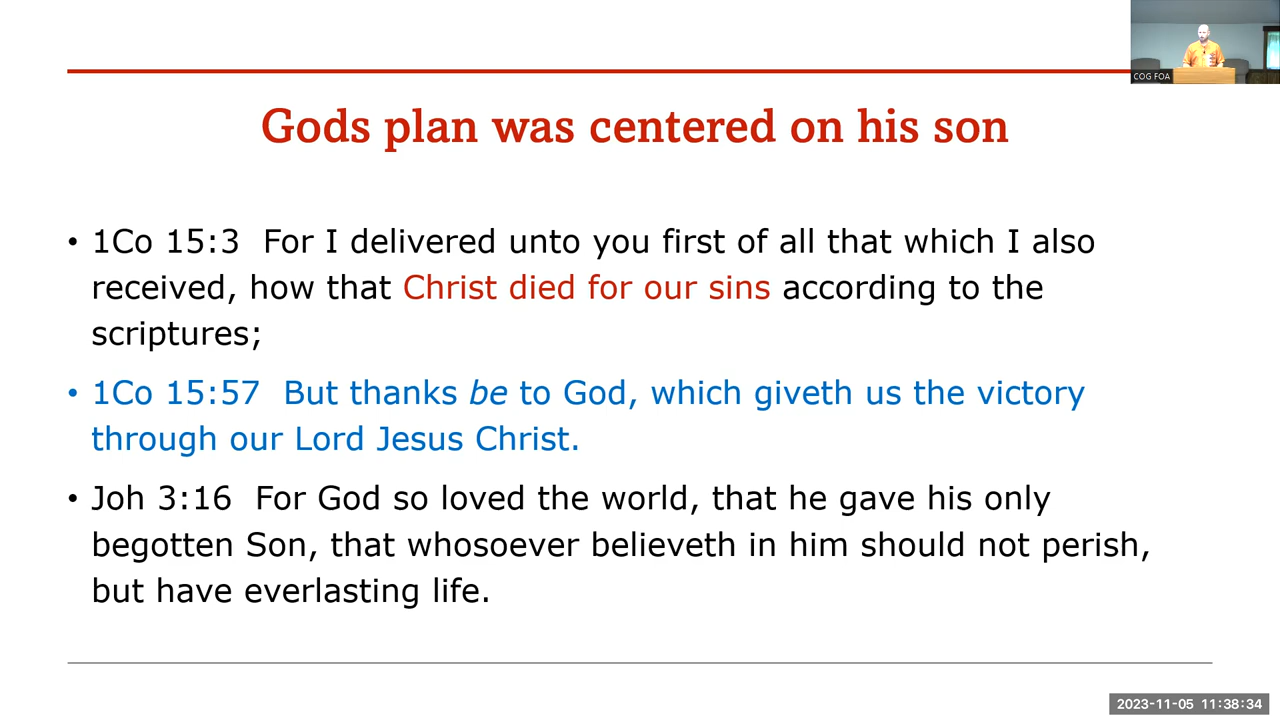 COG FOA
Gods plan was centered on his son
• 1Co 15:3  For I delivered unto you first of all that which I also
received, how that Christ died for our sins according to the
scriptures;
• 1Co 15:57  But thanks be to God, which giveth us the victory
through our Lord Jesus Christ.
• Joh 3:16  For God so loved the world, that he gave his only
begotten Son, that whosoever believeth in him should not perish,
but have everlasting life.
2023-11-05 11:38:34